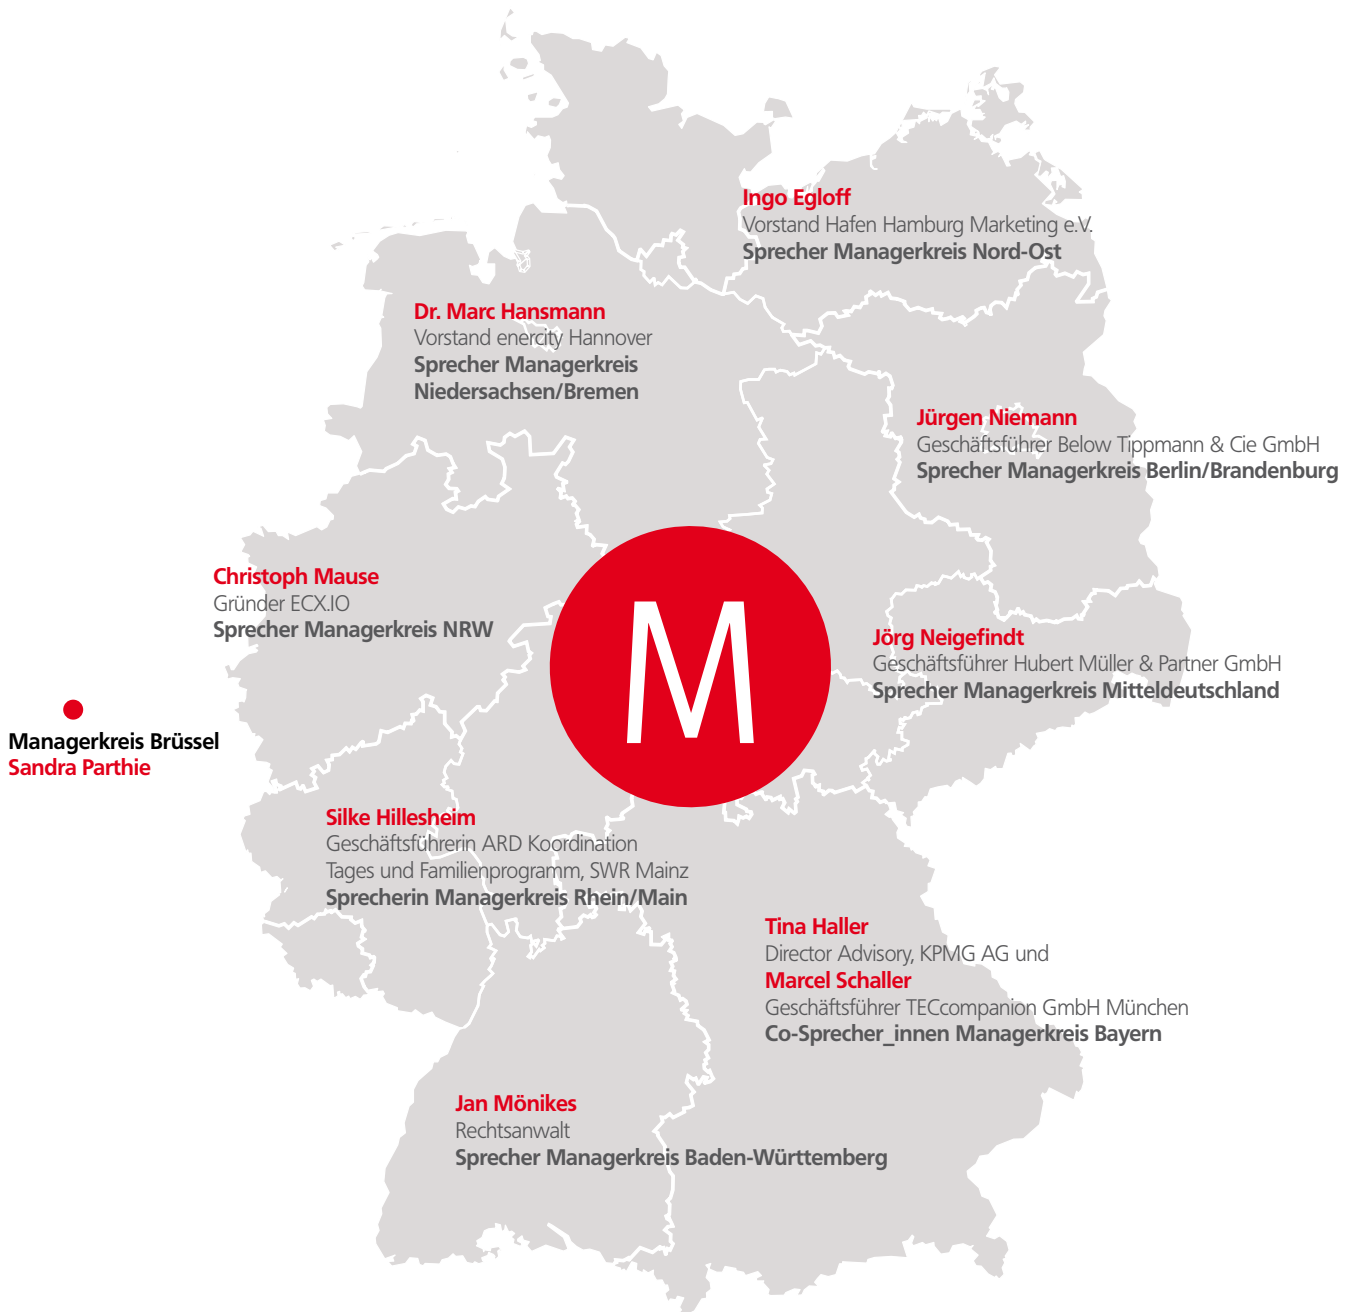 Ingo Egloff
Vorstand Hafen Hamburg Marketing e.V.
Sprecher Managerkreis Nord-Ost
Dr. Marc Hansmann
Vorstand enercity Hannover
Sprecher Managerkreis
Niedersachsen/Bremen
Jürgen Niemann
Geschäftsführer Below Tippmann & Cie GmbH
Sprecher Managerkreis Berlin/Brandenburg
Christoph Mause
Gründer ECX.IO
Sprecher Managerkreis NRW
M
Jörg Neigefindt
Geschäftsführer Hubert Müller & Partner GmbH
Sprecher Managerkreis Mitteldeutschland
Managerkreis Brüssel
Sandra Parthie
Silke Hillesheim
Geschäftsführerin ARD Koordination
Tages und Familienprogramm, SWR Mainz
Sprecherin Managerkreis Rhein/Main
Tina Haller
Director Advisory, KPMG AG und
Marcel Schaller
Geschäftsführer TECcompanion GmbH München
Co-Sprecher_innen Managerkreis Bayern
Jan Mönikes
Rechtsanwalt
Sprecher Managerkreis Baden-Württemberg